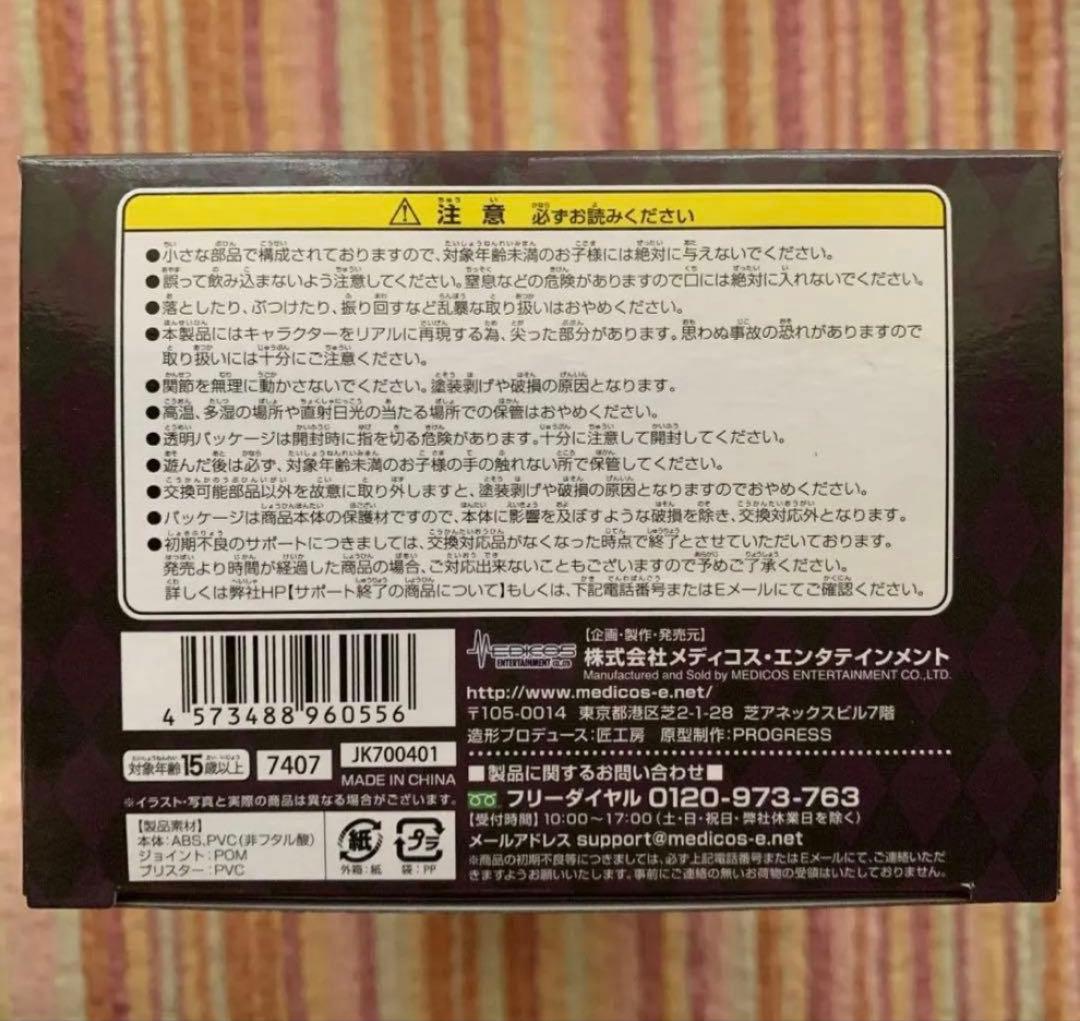 注意 必ずお読みください
●小さな部品で構成されておりますので、対象年齢未満のお子様には絶対に与えないでください。
●誤って飲み込まないよう注意してください。窒息などの危険がありますので口には絶対に入れないでください。
●落としたり、ぶつけたり、振り回すなど乱暴な取り扱いはおやめください。
●本製品にはキャラクターをリアルに再現する為、尖った部分があります。思わぬ事故の恐れがありますので
取り扱いには十分にご注意ください。
●関節を無理に動かさないでください。塗装剥げや破損の原因となります。
●高温、多湿の場所や直射日光の当たる場所での保管はおやめください。
●透明パッケージは開封時に指を切る危険があります。十分に注意して開封してください。
●遊んだ後は必ず、対象年齢未満のお子様の手の触れない所で保管してください。
●交換可能部品以外を故意に取り外しますと、塗装剥げや破損の原因となりますのでおやめください。
●パッケージは商品本体の保護材ですので、本体に影響を及ぼすような破損を除き、交換対応外となります。
●初期不良のサポートにつきましては、交換対応品がなくなった時点で終了とさせていただいております。
発売より時間が経過した商品の場合、ご対応出来ないこともございますので予めご了承ください。
詳しくは弊社HP【サポート終了の商品について】もしくは、下記電話番号またはEメールにてご確認ください。
4 573488 960556
対象年齢15歳以上
7407
JK700401
MADE IN CHINA
※イラスト・写真と実際の商品は異なる場合がございます。
【製品素材】
本体:ABS、PVC(非フタル酸)
ジョイント:POM
ブリスター:PVC
紙
外箱:紙
プラ
袋:PP
MEDICOS
ENTERTAINMENT CO.,LTD
【企画・製作・発売元】
株式会社メディコス・エンタテインメント
Manufactured and Sold by MEDICOS ENTERTAINMENT CO.,LTD.
http://www.medicos-e.net/
〒105-0014 東京都港区芝2-1-28 芝アネックスビル7階
造形プロデュース:匠工房 原型制作:PROGRESS
■製品に関するお問い合わせ■
フリーダイヤル 0120-973-763
【受付時間】10:00～17:00(土・日・祝日・弊社休業日を除く)
メールアドレス support@medicos-e.net
※商品の初期不良等につきましては、必ず上記電話番号またはEメールにて、ご連絡いただ
きますようお願いいたします。事前にご連絡の無いお荷物の受領はいたしておりません。